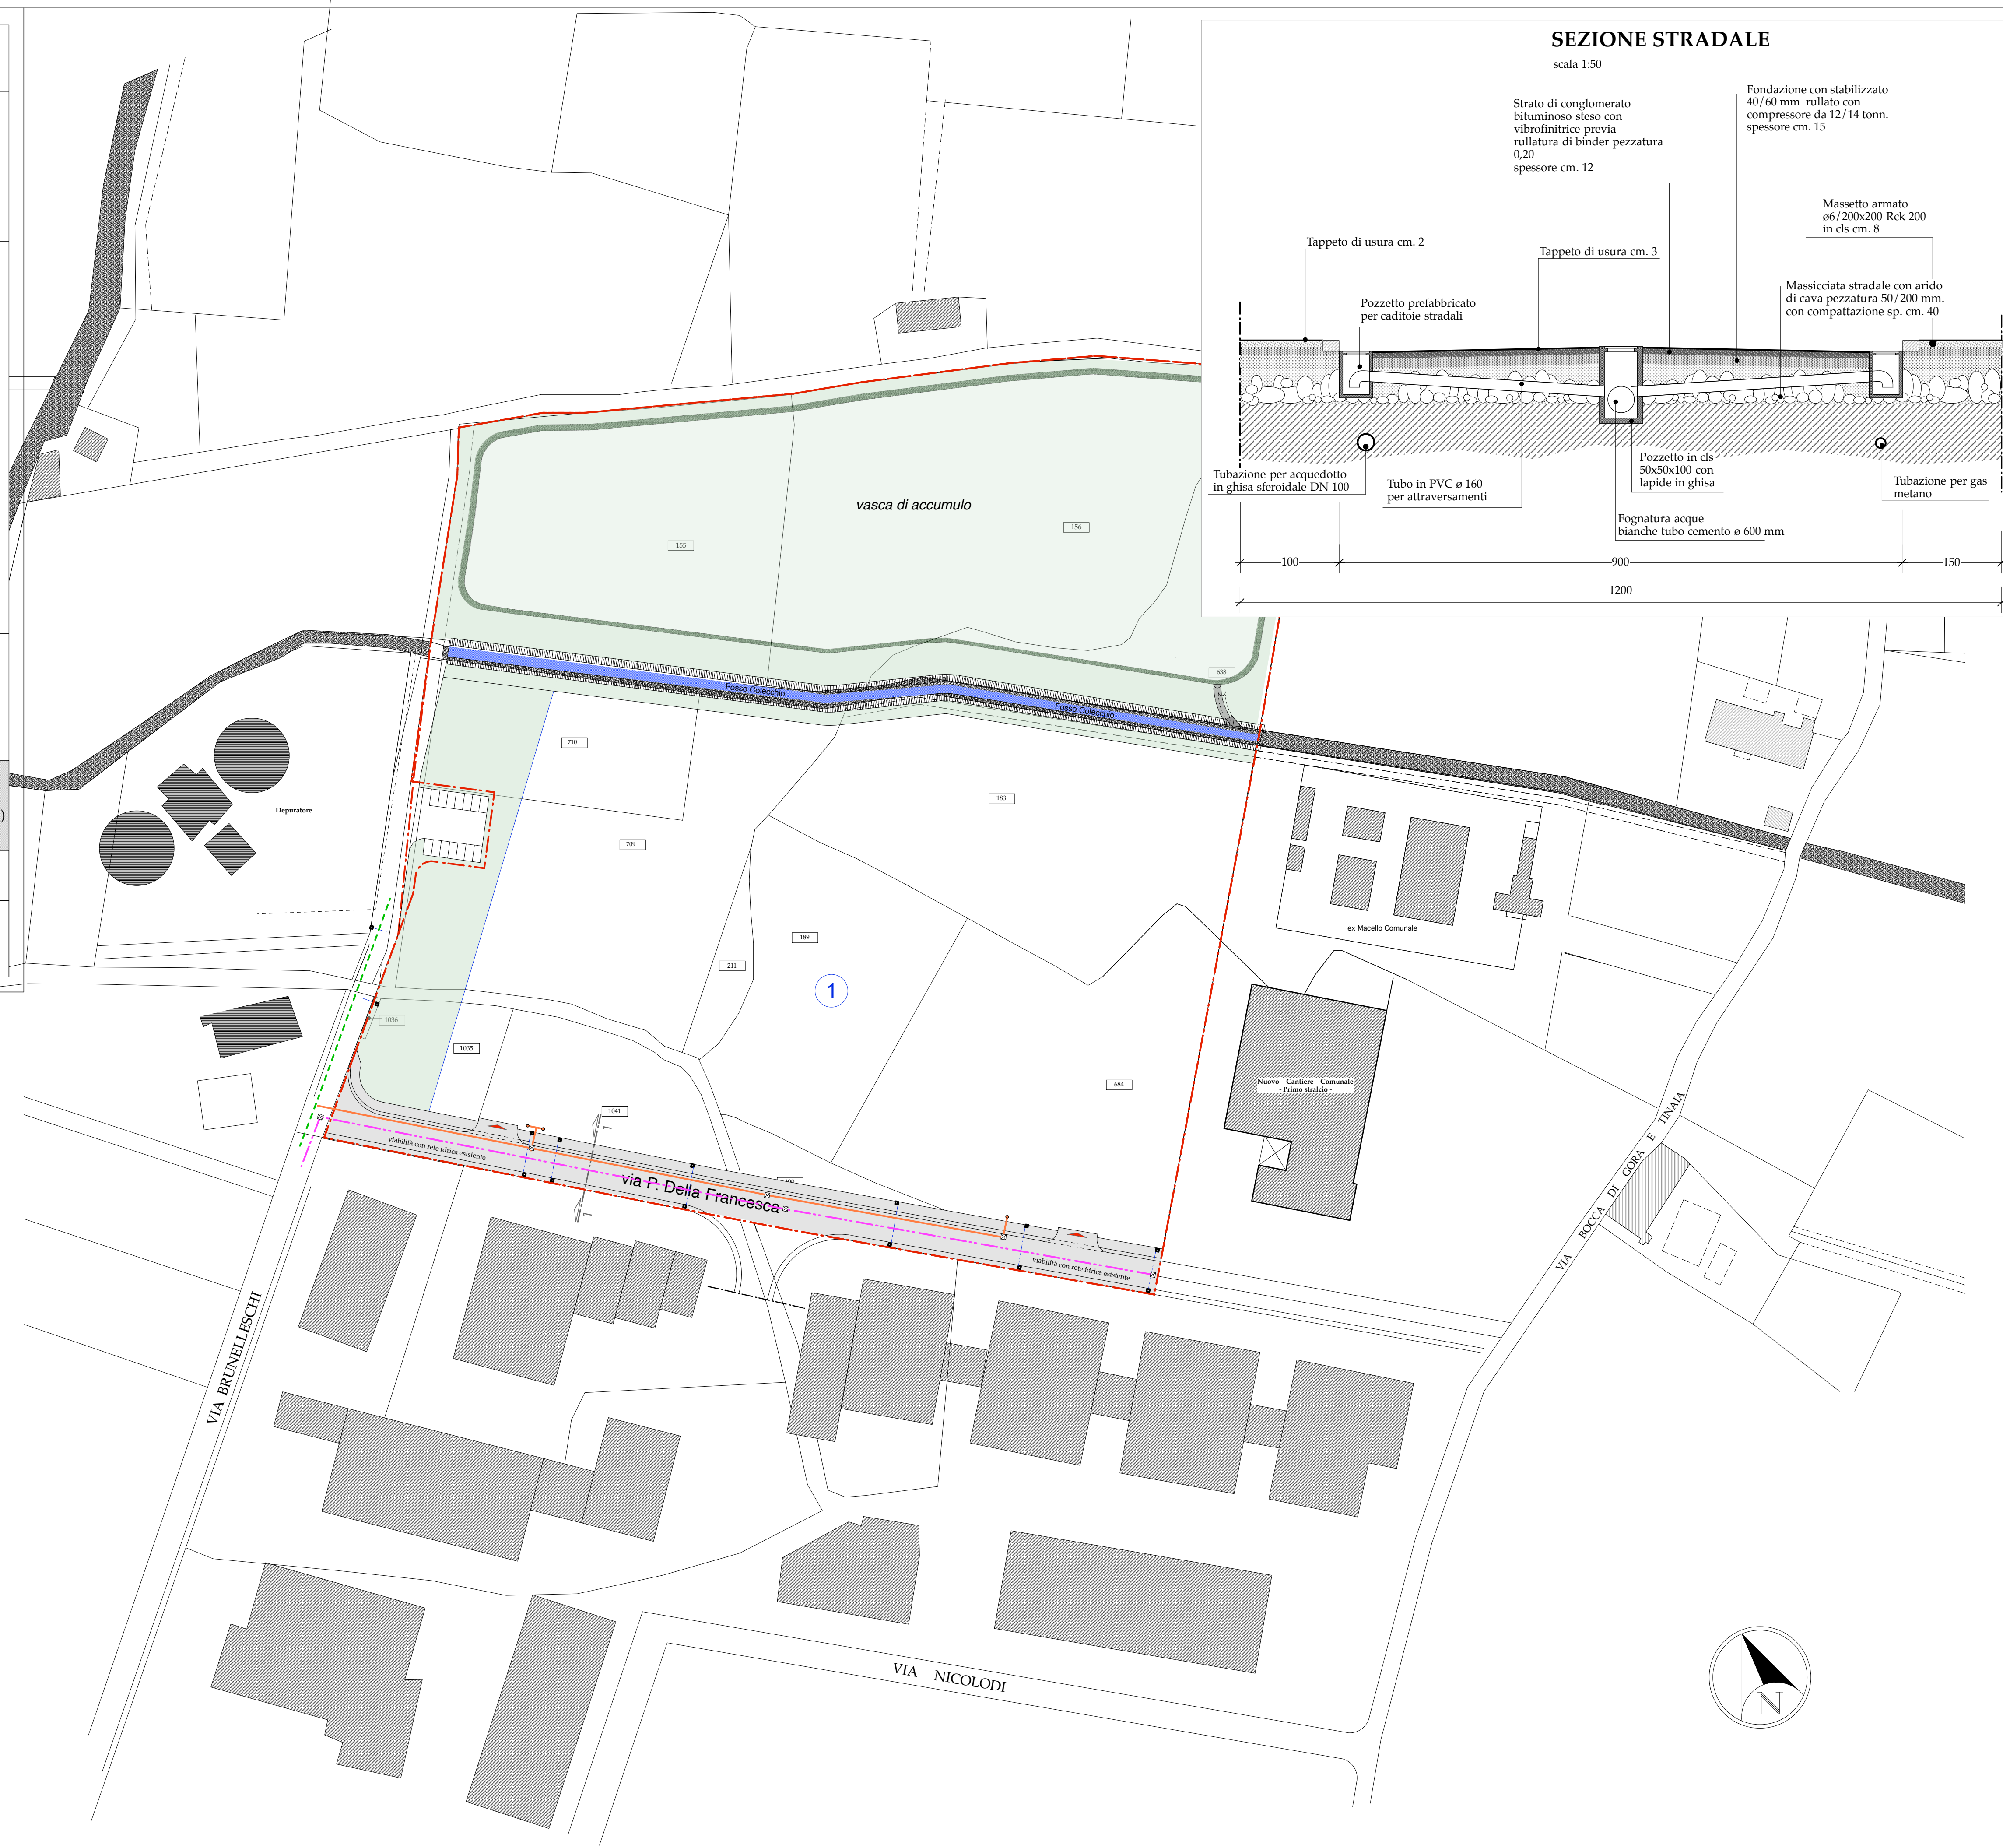 SEZIONE STRADALE
scala 1:50
Strato di conglomerato
bituminoso steso con
vibrofinitrice previa
rullatura di binder pezzatura
0,20
spessore cm. 12
Fondazione con stabilizzato
40/60 mm rullato con
compressore da 12/14 tonn.
spessore cm. 15
Massetto armato
ø6/200x200 Rck 200
in cls cm. 8
Tappeto di usura cm. 2
Tappeto di usura cm. 3
Massicciata stradale con arido
di cava pezzatura 50/200 mm.
con compattazione sp. cm. 40
Pozzetto prefabbricato
per caditoie stradali
Tubazione per acquedotto
in ghisa sferoidale DN 100
Tubo in PVC ø 160
per attraversamenti
Pozzetto in cls
50x50x100 con
lapide in ghisa
Tubazione per gas
metano
Fognatura acque
bianche tubo cemento ø 600 mm
100
900
150
1200
vasca di accumulo
155
156
638
Fosso Colecchio
Fosso Colecchio
710
183
709
)
Depuratore
189
211
1
1036
1035
684
1041
ex Macello Comunale
Nuovo Cantiere Comunale
- Primo stralcio -
viabilità con rete idrica esistente
via P. Della Francesca
viabilità con rete idrica esistente
VIA BRUNELLESCHI
VIA BOCCA DI GORA E TINAIA
VIA NICOLODI
N